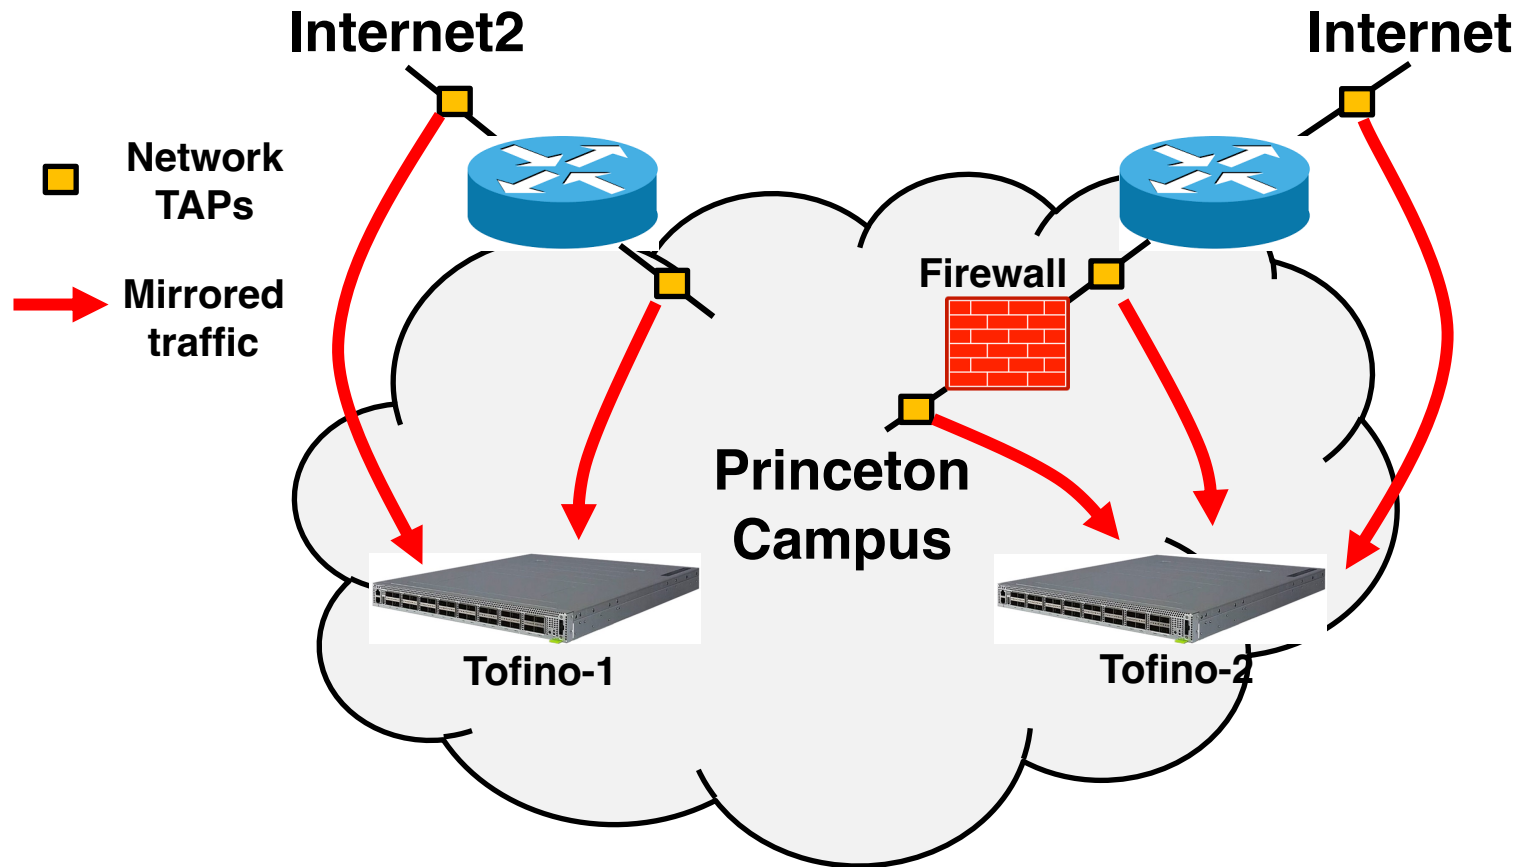 Internet2
Internet
Network
TAPs
Mirrored
traffic
Firewall
Princeton
Campus
Tofino-1
Tofino-2